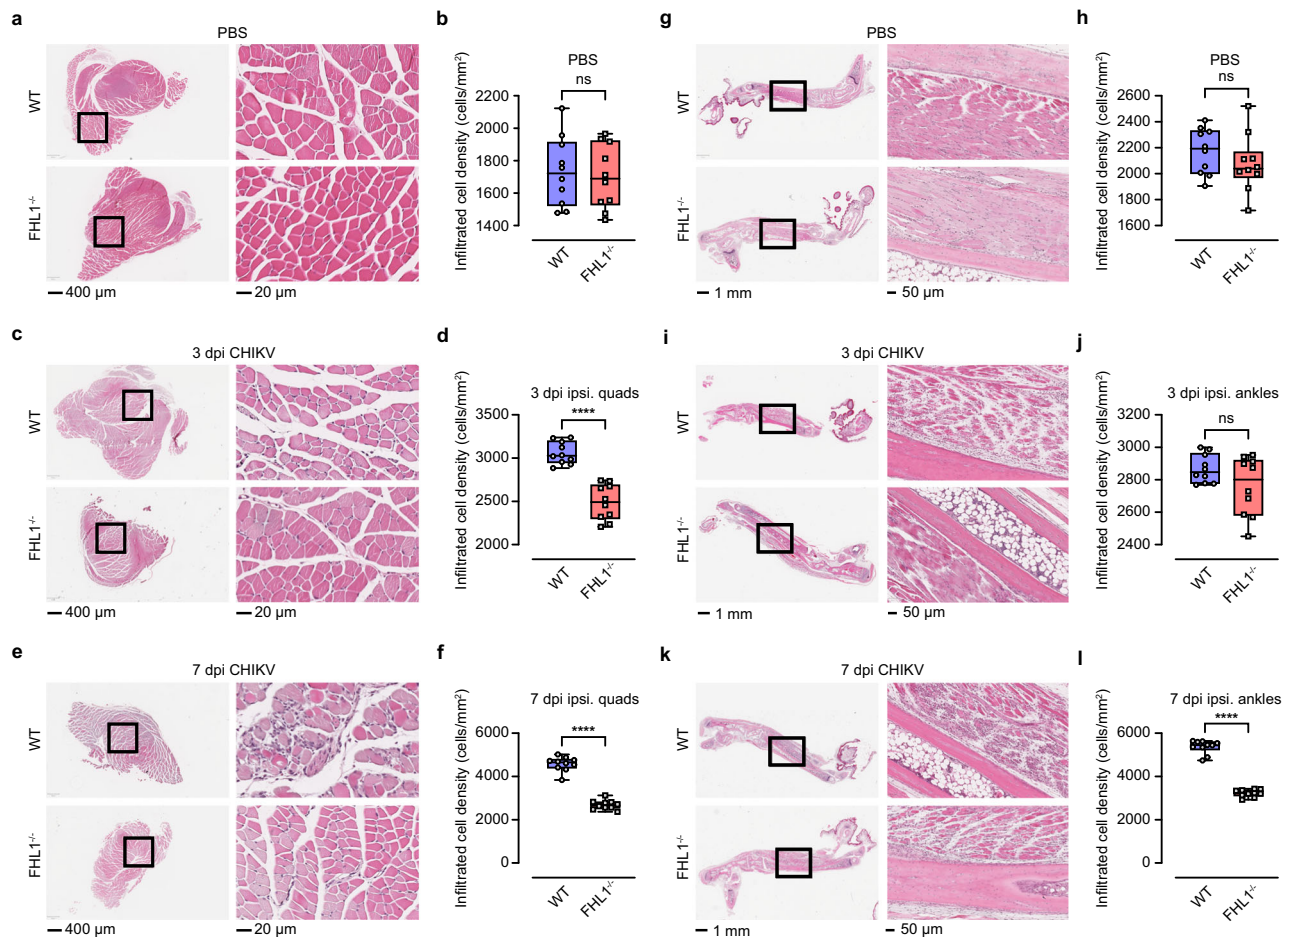 a
PBS
WT
FHL1-/-
400 µm
20 µm
b
PBS
ns
Infiltrated cell density (cells/mm²)
2200
2000
1800
1600
1400
WT
FHL1-/-
g
PBS
WT
FHL1-/-
1 mm
50 µm
h
PBS
ns
Infiltrated cell density (cells/mm²)
2600
2400
2200
2000
1800
1600
WT
FHL1-/-
c
3 dpi CHIKV
WT
FHL1-/-
400 µm
20 µm
d
3 dpi ipsi. quads
****
Infiltrated cell density (cells/mm²)
3500
3000
2500
2000
WT
FHL1-/-
i
3 dpi CHIKV
WT
FHL1-/-
1 mm
50 µm
j
3 dpi ipsi. ankles
ns
Infiltrated cell density (cells/mm²)
3200
3000
2800
2600
2400
WT
FHL1-/-
e
7 dpi CHIKV
WT
FHL1-/-
400 µm
20 µm
f
7 dpi ipsi. quads
****
Infiltrated cell density (cells/mm²)
6000
4000
2000
0
WT
FHL1-/-
k
7 dpi CHIKV
WT
FHL1-/-
1 mm
50 µm
l
7 dpi ipsi. ankles
****
Infiltrated cell density (cells/mm²)
6000
4000
2000
0
WT
FHL1-/-